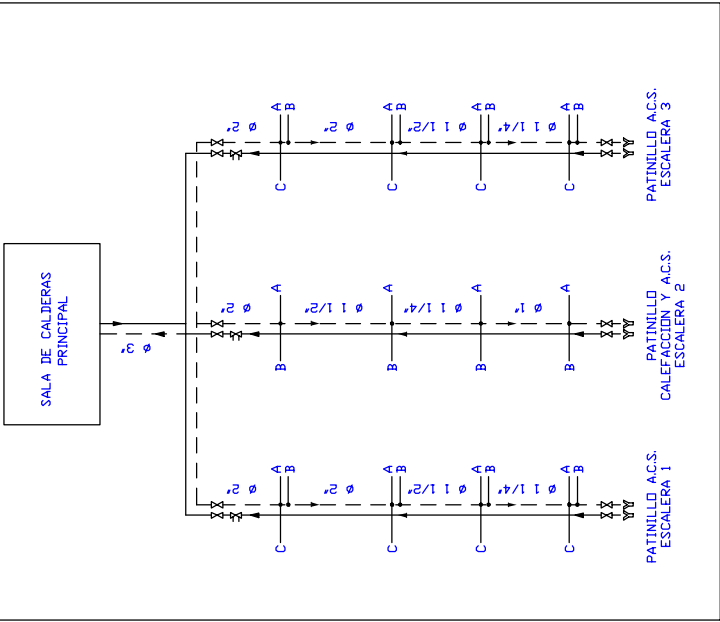 SALA DE CALDERAS
PRINCIPAL
ø 3"
ø 2"
A
B
ø 2"
A
B
ø 1 1/2"
A
B
ø 1 1/4"
A
B
C
C
C
C
PATINILLO A.C.S.
ESCALERA 3
ø 2"
A
ø 1 1/2"
A
ø 1 1/4"
A
ø 1"
A
B
B
B
B
PATINILLO
CALEFACCION Y A.C.S.
ESCALERA 2
ø 2"
A
B
ø 2"
A
B
ø 1 1/2"
A
B
ø 1 1/4"
A
B
C
C
C
C
PATINILLO A.C.S.
ESCALERA 1